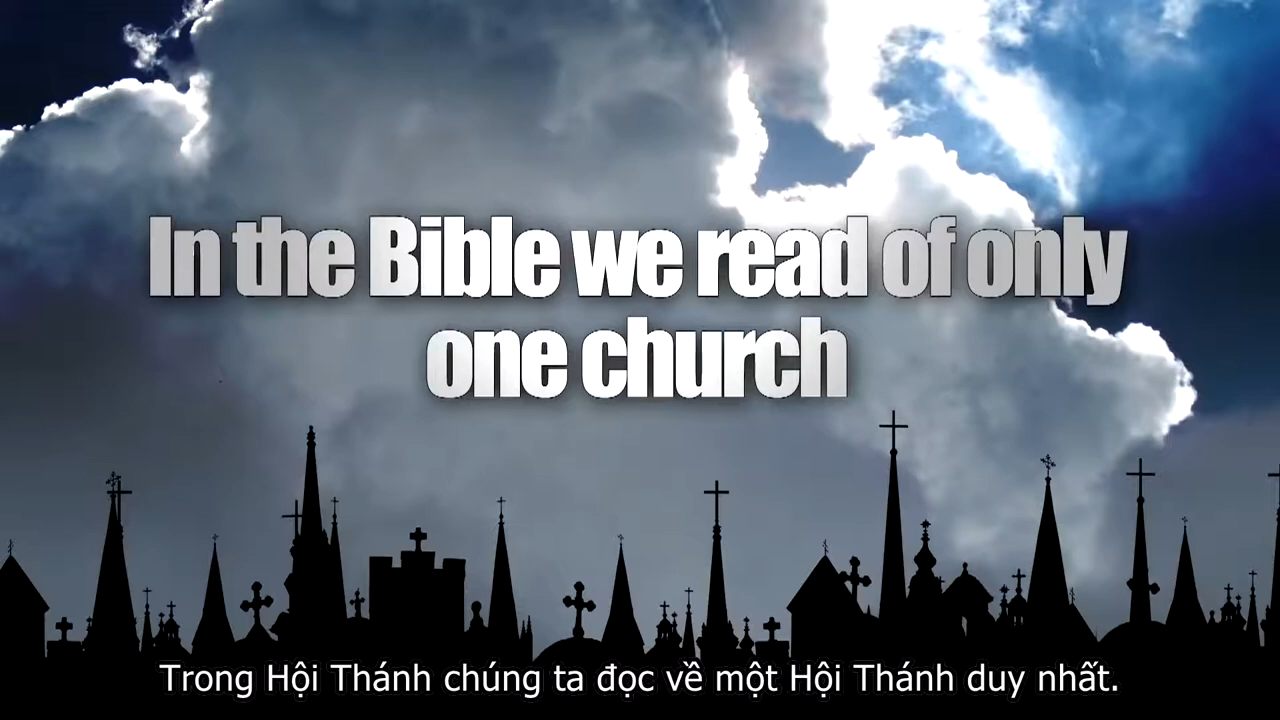 In the Bible we read of only
one church
Trong Hội Thánh chúng ta đọc về một Hội Thánh duy nhất.